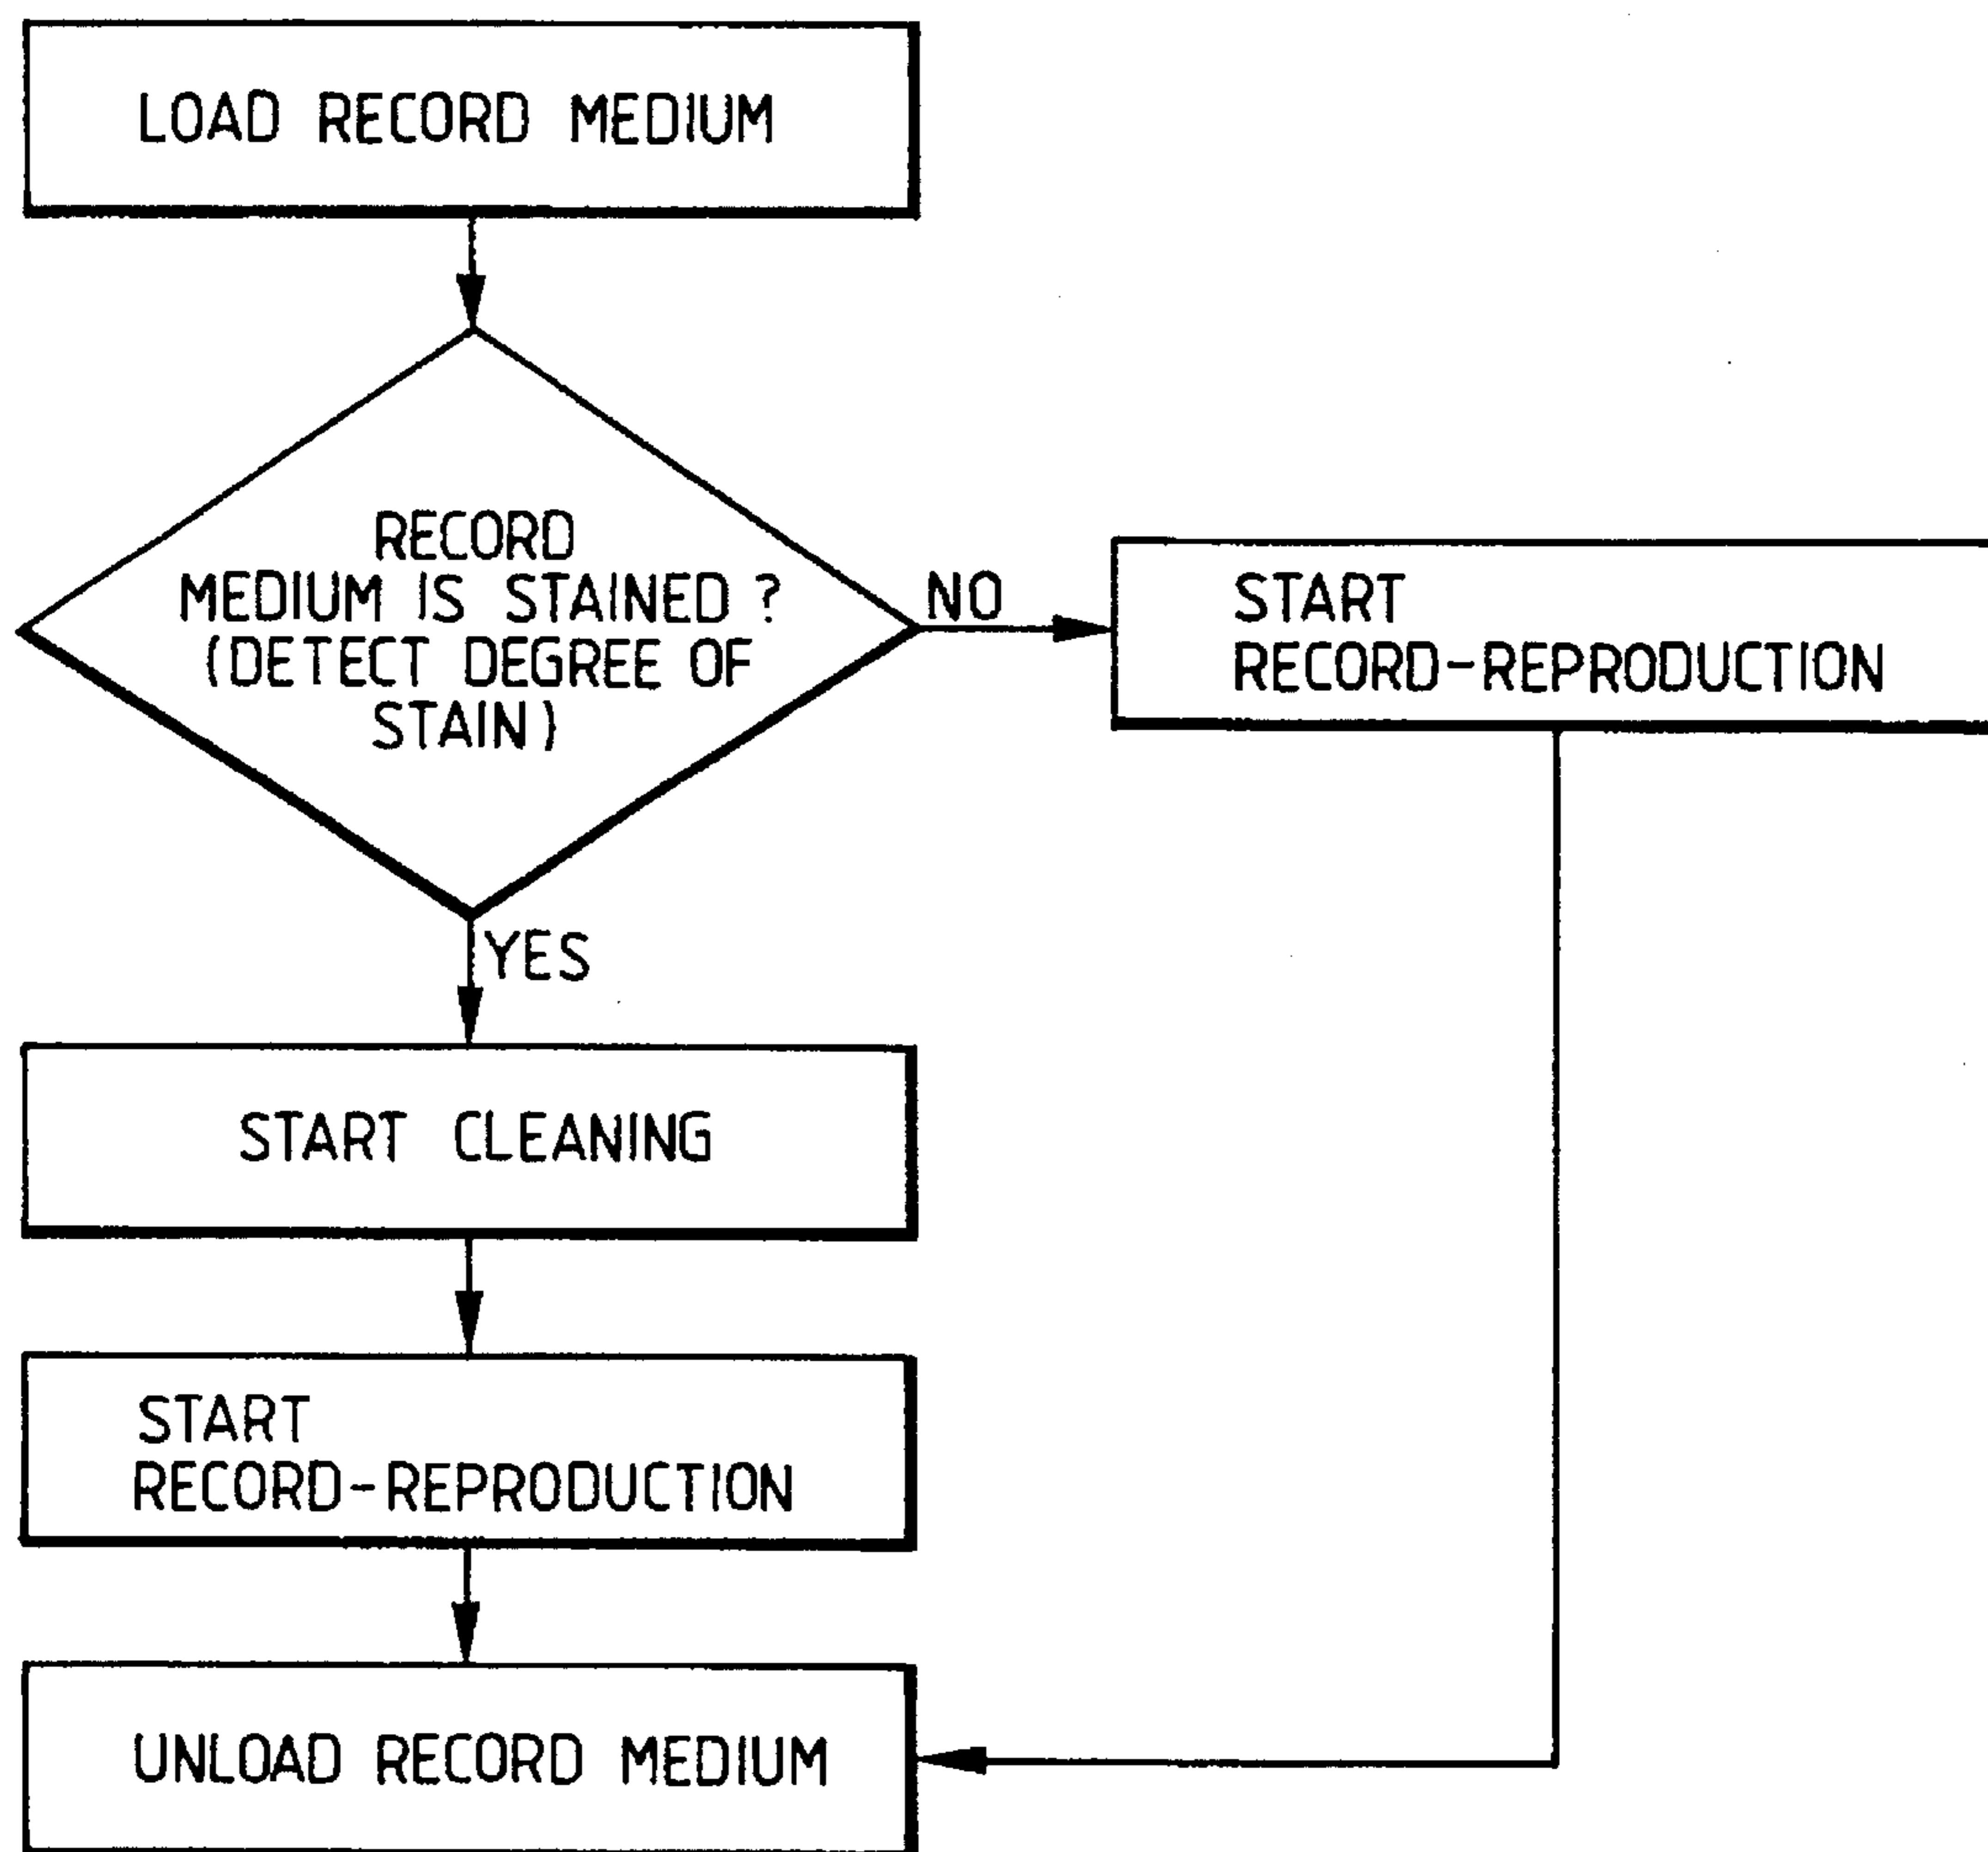 LOAD RECORD MEDIUM
RECORD
MEDIUM IS STAINED ?
(DETECT DEGREE OF
STAIN)
NO
START
RECORD-REPRODUCTION
YES
START CLEANING
START
RECORD-REPRODUCTION
UNLOAD RECORD MEDIUM